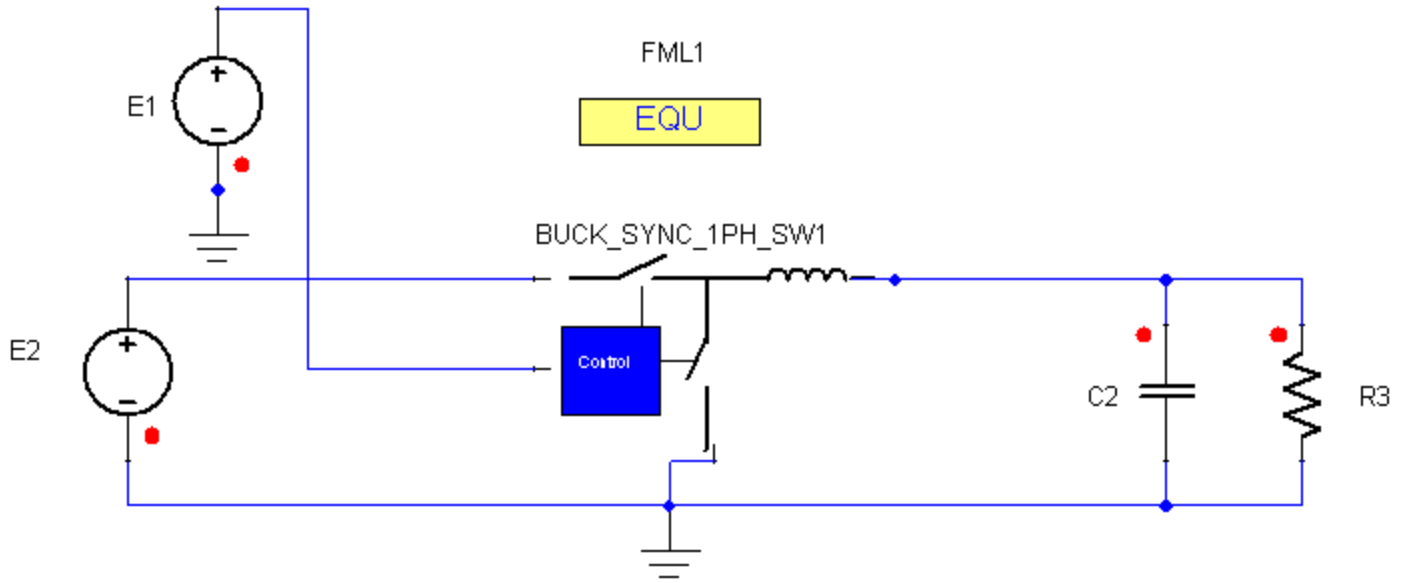 FML1
E1
EQU
BUCK_SYNC_1PH_SW1
E2
Control
C2
R3